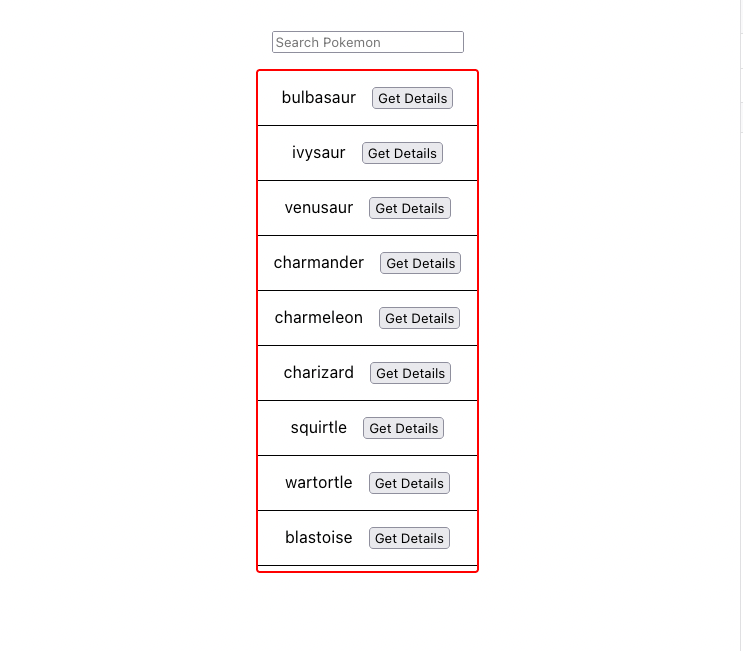 Search Pokemon
bulbasaur Get Details
ivysaur Get Details
venusaur Get Details
charmander Get Details
charmeleon Get Details
charizard Get Details
squirtle Get Details
wartortle Get Details
blastoise Get Details